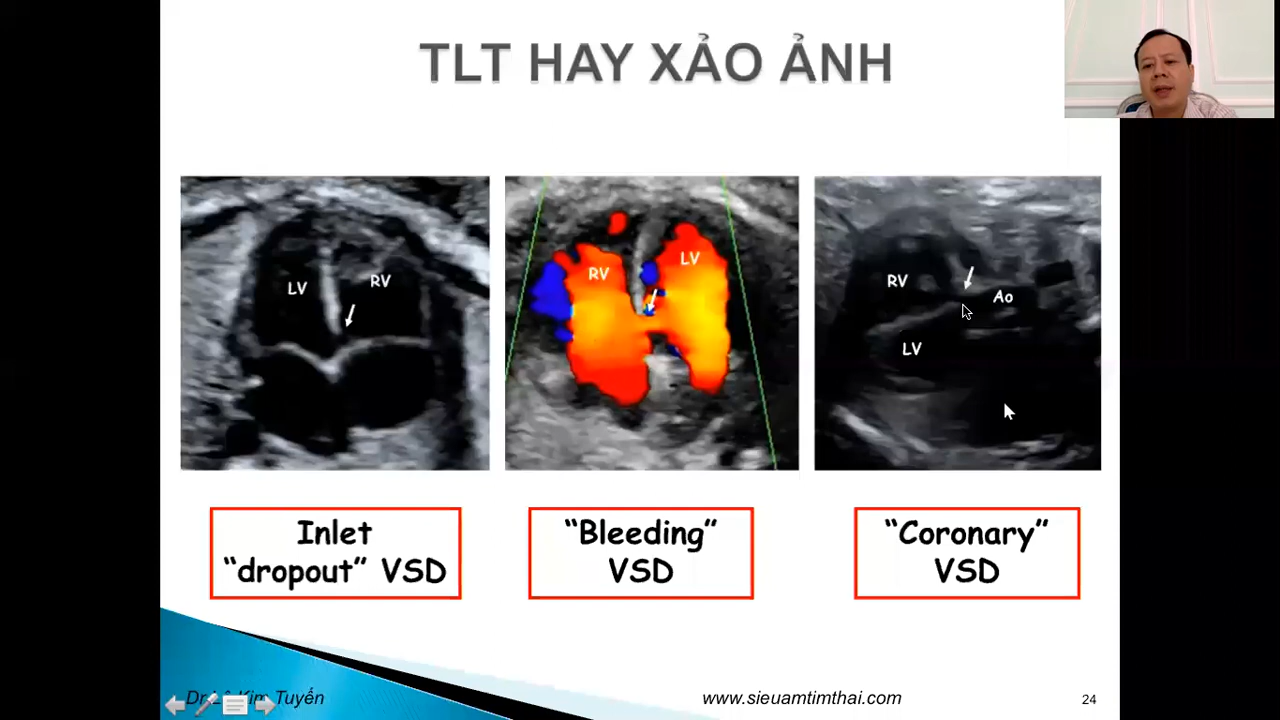 TLT HAY XẢO ẢNH
LV
RV
RV
LV
RV
Ao
LV
Inlet
“dropout” VSD
“Bleeding”
VSD
“Coronary”
VSD
Kim Tuyển
www.sieuamtimthai.com
24